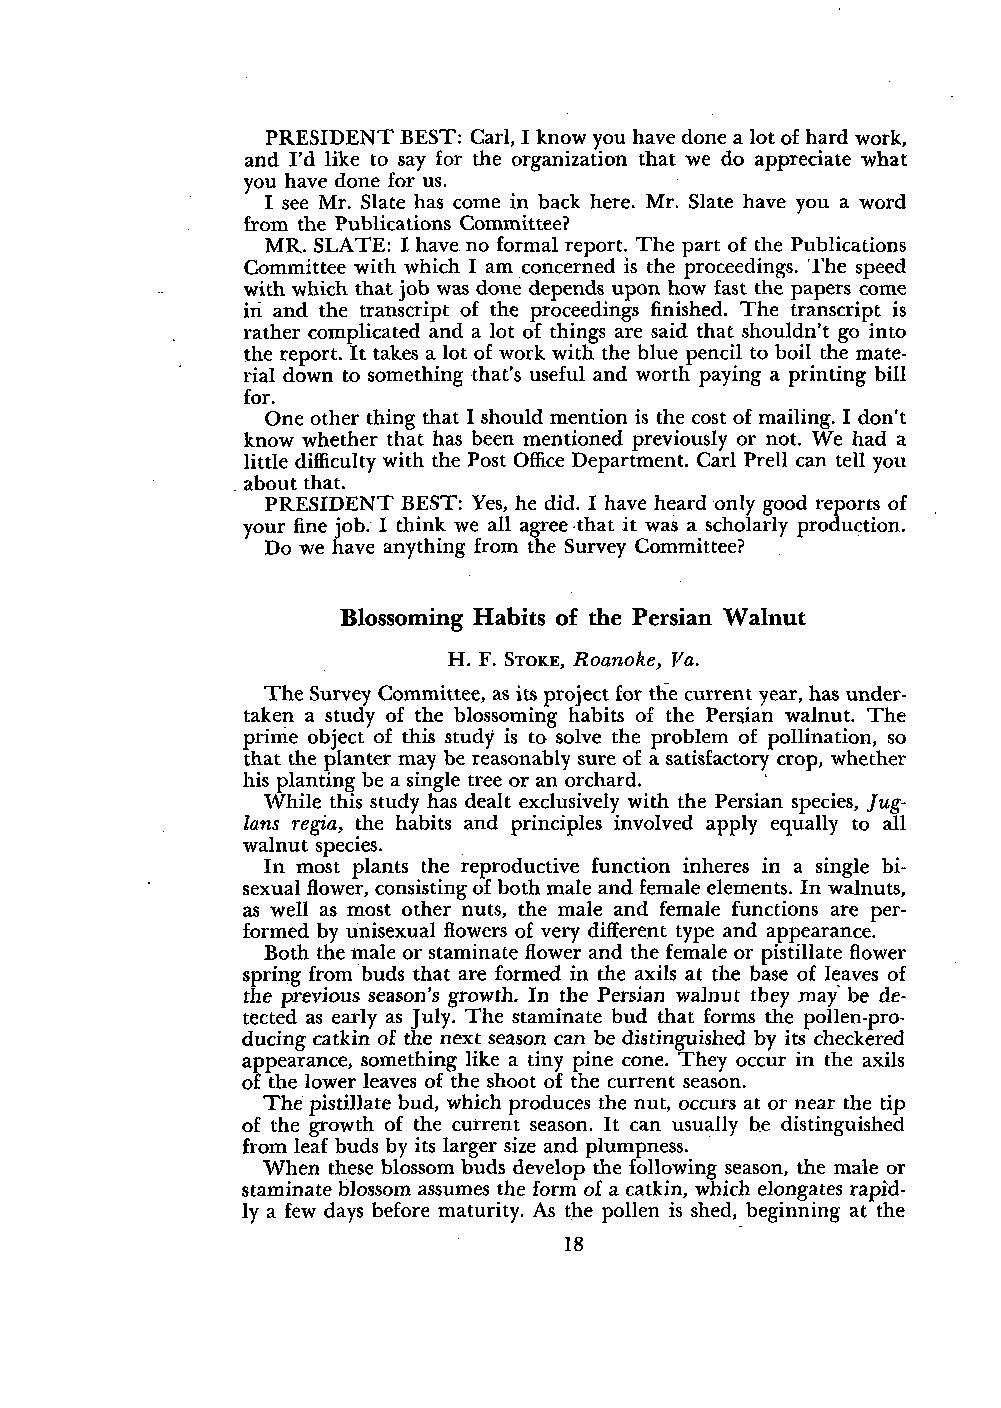 PRESIDENT BEST: Carl, I know you have done a lot of hard work,
and I'd like to say for the organization that we do appreciate what
you have done for us.
I see Mr. Slate has come in back here. Mr. Slate have you a word
from the Publications Committee?
MR. SLATE: I have no formal report. The part of the Publications
Committee with which I am concerned is the proceedings. The speed
with which that job was done depends upon how fast the papers come
in and the transcript of the proceedings finished. The transcript is
rather complicated and a lot of things are said that shouldn't go into
the report. It takes a lot of work with the blue pencil to boil the mate-
rial down to something that's useful and worth paying a printing bill
for.
One other thing that I should mention is the cost of mailing. I don't
know whether that has been mentioned previously or not. We had a
little difficulty with the Post Office Department. Carl Prell can tell you
about that.
PRESIDENT BEST: Yes, he did. I have heard only good reports of
your fine job. I think we all agree that it was a scholarly production.
Do we have anything from the Survey Committee?
Blossoming Habits of the Persian Walnut
H. F. STOKE, Roanoke, Va.
The Survey Committee, as its project for the current year, has under-
taken a study of the blossoming habits of the Persian walnut. The
prime object of this study is to solve the problem of pollination, so
that the planter may be reasonably sure of a satisfactory crop, whether
his planting be a single tree or an orchard.
While this study has dealt exclusively with the Persian species, Jug-
lans regia, the habits and principles involved apply equally to all
walnut species.
In most plants the reproductive function inheres in a single bi-
sexual flower, consisting of both male and female elements. In walnuts,
as well as most other nuts, the male and female functions are per-
formed by unisexual flowers of very different type and appearance.
Both the male or staminate flower and the female or pistillate flower
spring from buds that are formed in the axils at the base of leaves of
the previous season's growth. In the Persian walnut they may be de-
tected as early as July. The staminate bud that forms the pollen-pro-
ducing catkin of the next season can be distinguished by its checkered
appearance, something like a tiny pine cone. They occur in the axils
of the lower leaves of the shoot of the current season.
The pistillate bud, which produces the nut, occurs at or near the tip
of the growth of the current season. It can usually be distinguished
from leaf buds by its larger size and plumpness.
When these blossom buds develop the following season, the male or
staminate blossom assumes the form of a catkin, which elongates rapid-
ly a few days before maturity. As the pollen is shed, beginning at the
18